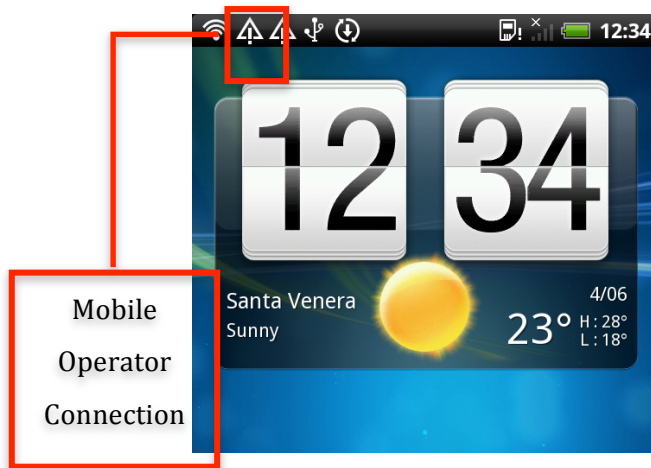 12:34
12 34
Santa Venera
Sunny
4/06
23° H: 28°
L: 18°
Mobile
Operator
Connection